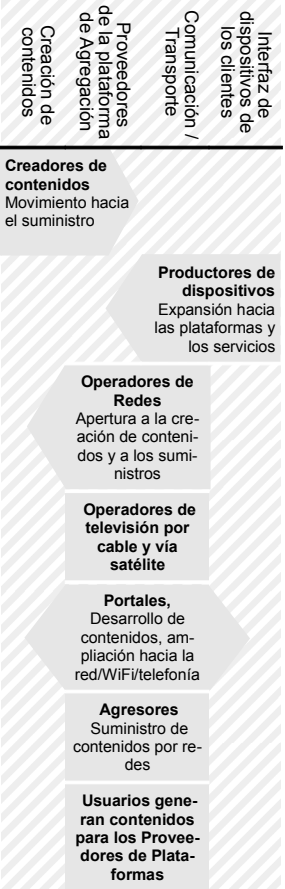 Creación de
contenidos
Proveedores
de la plataforma
de Agregación
Comunicación /
Transporte
Interfaz de
dispositivos de
los clientes
Creadores de
contenidos
Movimiento hacia
el suministro
Productores de
dispositivos
Expansión hacia
las plataformas y
los servicios
Operadores de
Redes
Apertura a la cre-
ación de conteni-
dos y a los sumi-
nistros
Operadores de
televisión por
cable y vía
satélite
Portales,
Desarrollo de
contenidos, am-
pliación hacia la
red/WiFi/telefonía
Agresores
Suministro de
contenidos por re-
des
Usuarios gene-
ran contenidos
para los Provee-
dores de Plata-
formas